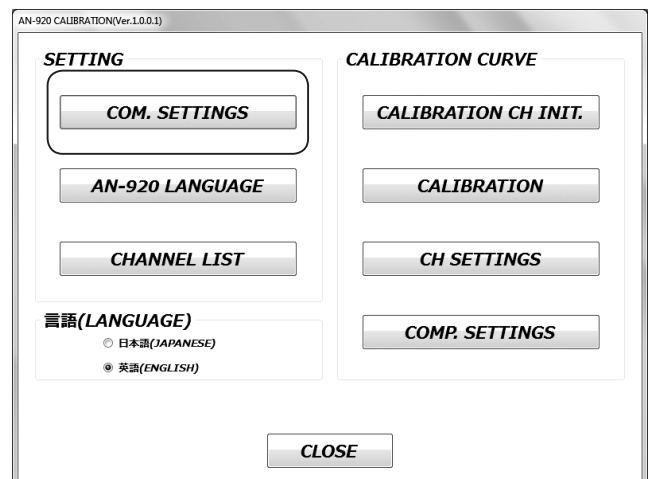 AN-920 CALIBRATION(Ver.1.0.0.1)
SETTING
COM. SETTINGS
AN-920 LANGUAGE
CHANNEL LIST
言語(LANGUAGE)
日本語(JAPANESE)
英語(ENGLISH)
CALIBRATION CURVE
CALIBRATION CH INIT.
CALIBRATION
CH SETTINGS
COMP. SETTINGS
CLOSE